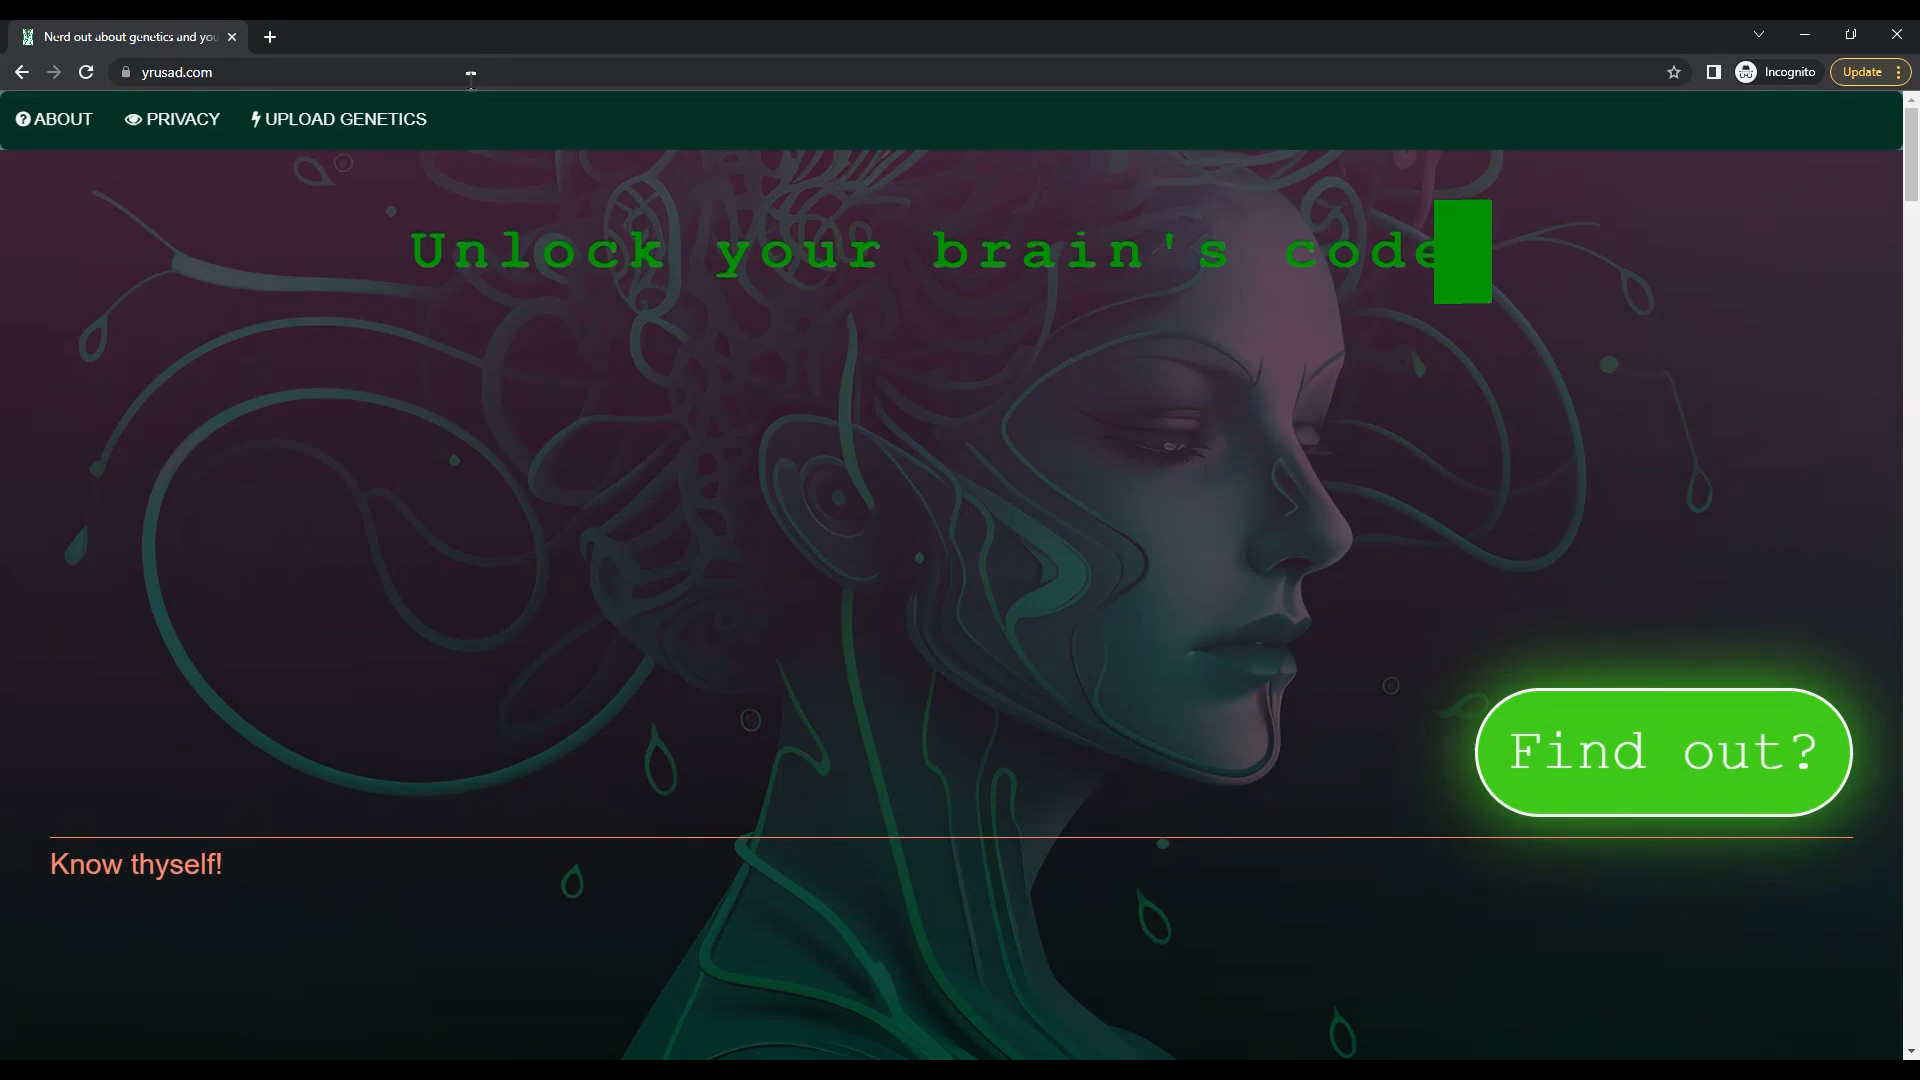 Nerd out about genetics and you
yrusad.com
Incognito
Update
ABOUT
PRIVACY
UPLOAD GENETICS
Unlock your brain's code
Find out?
Know thyself!